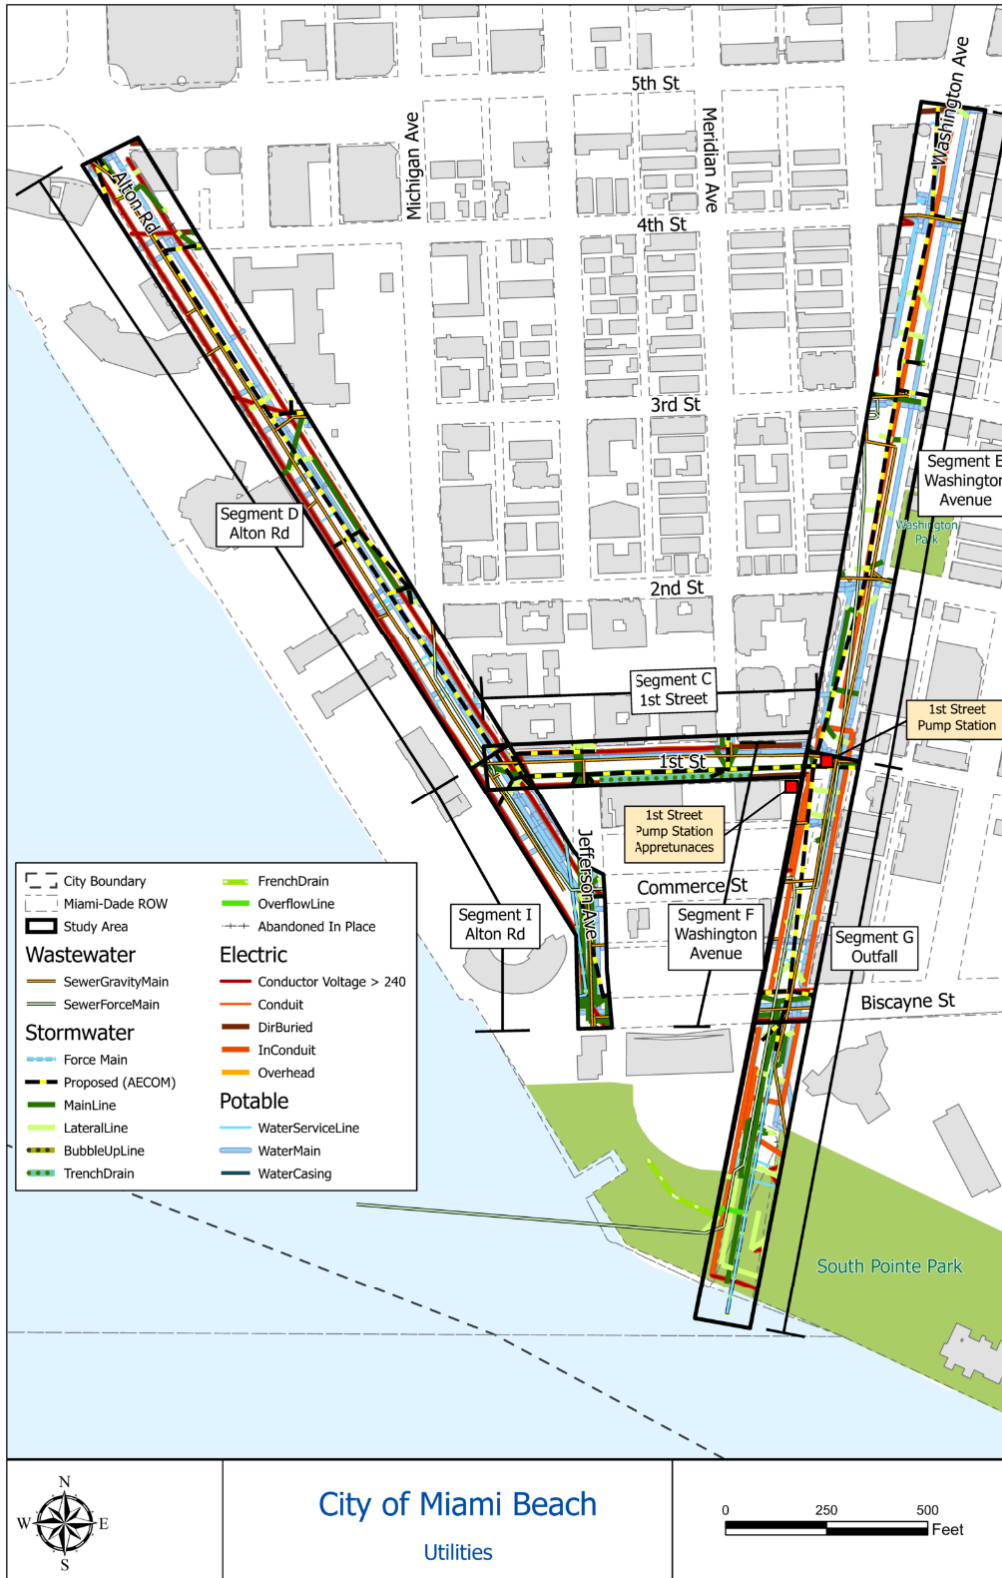 5th St
Washington Ave
Michigan Ave
Meridian Ave
Alton Rd
4th St
3rd St
Segment E
Washington
Avenue
Washington
Park
Segment D
Alton Rd
2nd St
Segment C
1st Street
1st Street
Pump Station
1st St
1st Street
Pump Station
Appretunaces
Jefferson Ave
Commerce St
Segment I
Alton Rd
Segment F
Washington
Avenue
Segment G
Outfall
Biscayne St
City Boundary
Miami-Dade ROW
Study Area
Wastewater
SewerGravityMain
SewerForceMain
Stormwater
Force Main
Proposed (AECOM)
MainLine
LateralLine
BubbleUpLine
TrenchDrain
FrenchDrain
OverflowLine
Abandoned In Place
Electric
Conductor Voltage > 240
Conduit
DirBuried
InConduit
Overhead
Potable
WaterServiceLine
WaterMain
WaterCasing
South Pointe Park
N
W E
S
City of Miami Beach
Utilities
0 250 500
Feet